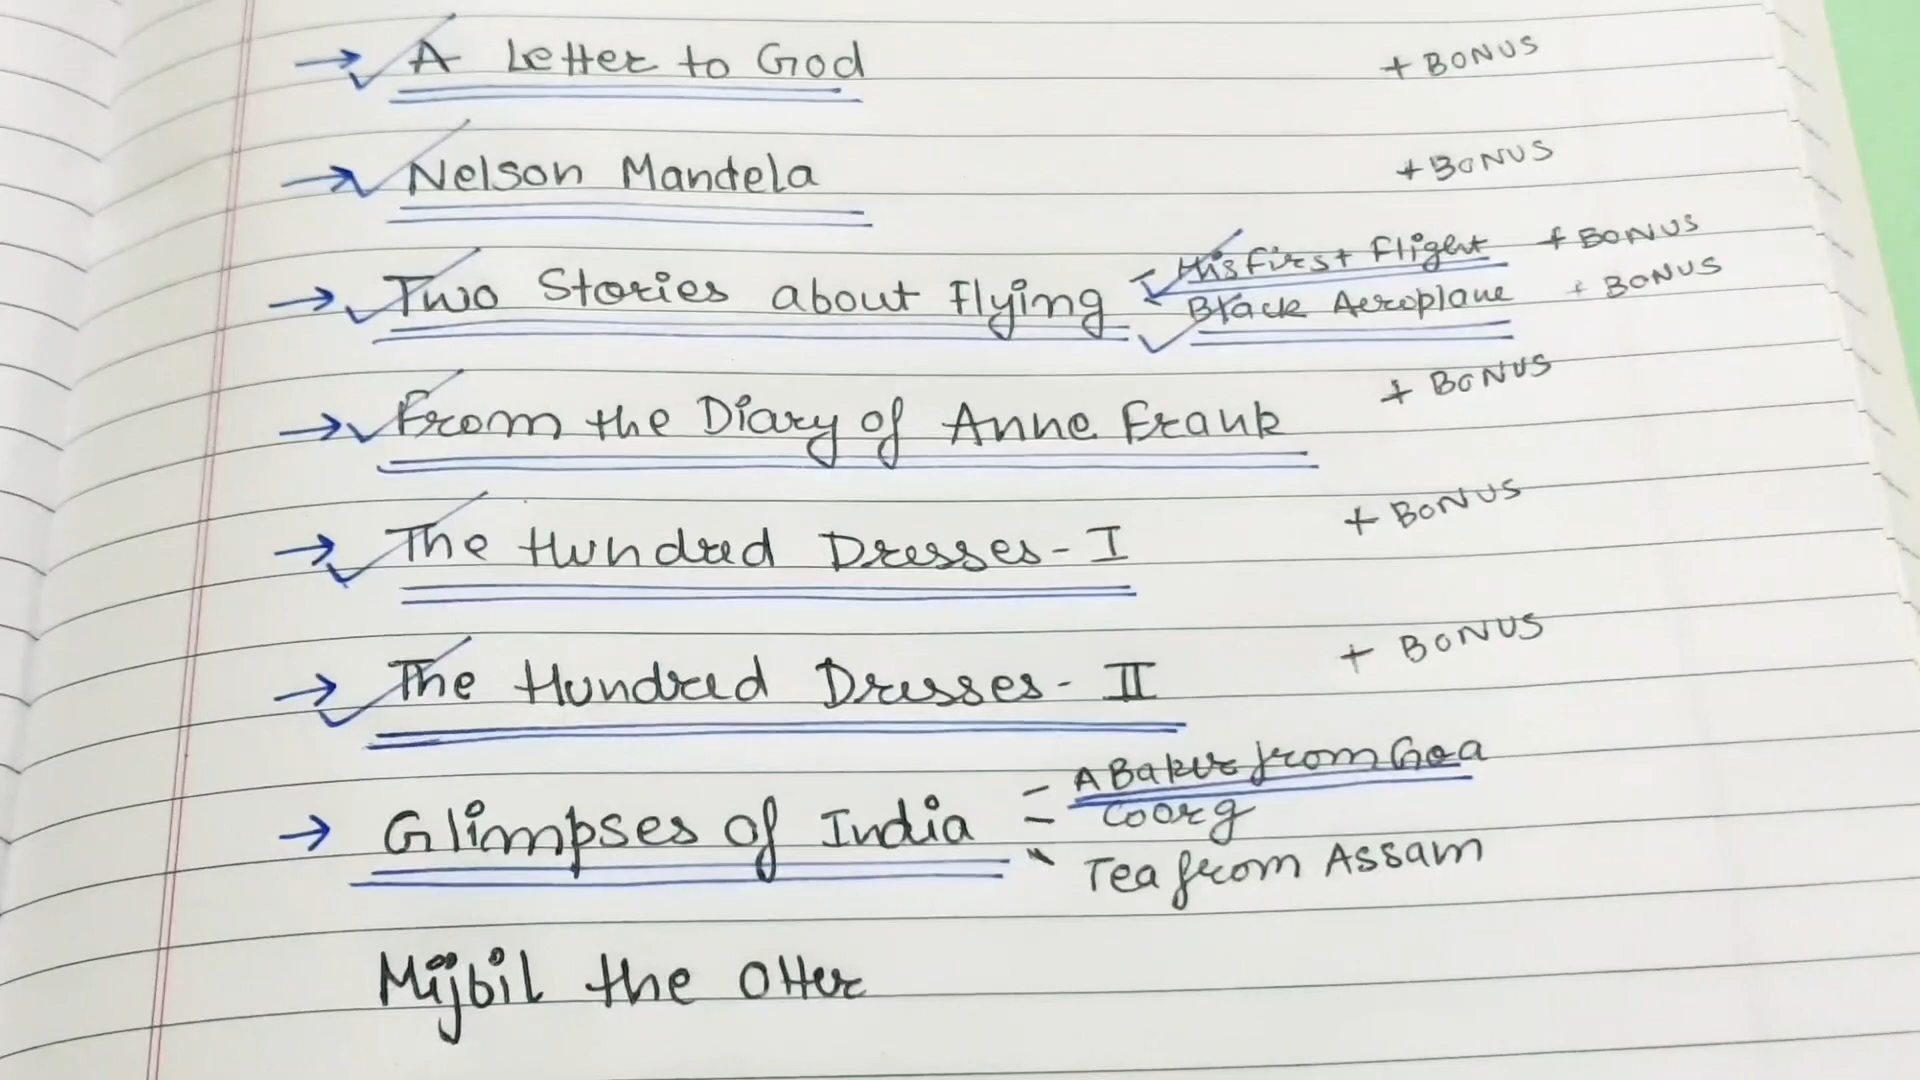 → A Letter to God + BONUS
→ Nelson Mandela + BONUS
→ Two Stories about Flying His First Flight + BONUS
Black Aeroplane + BONUS
→ From the Diary of Anne Frank + BONUS
→ The Hundred Dresses - I + BONUS
→ The Hundred Dresses - II + BONUS
→ Glimpses of India - A Baker from Goa
- Coorg
- Tea from Assam
Mijbil the Otter